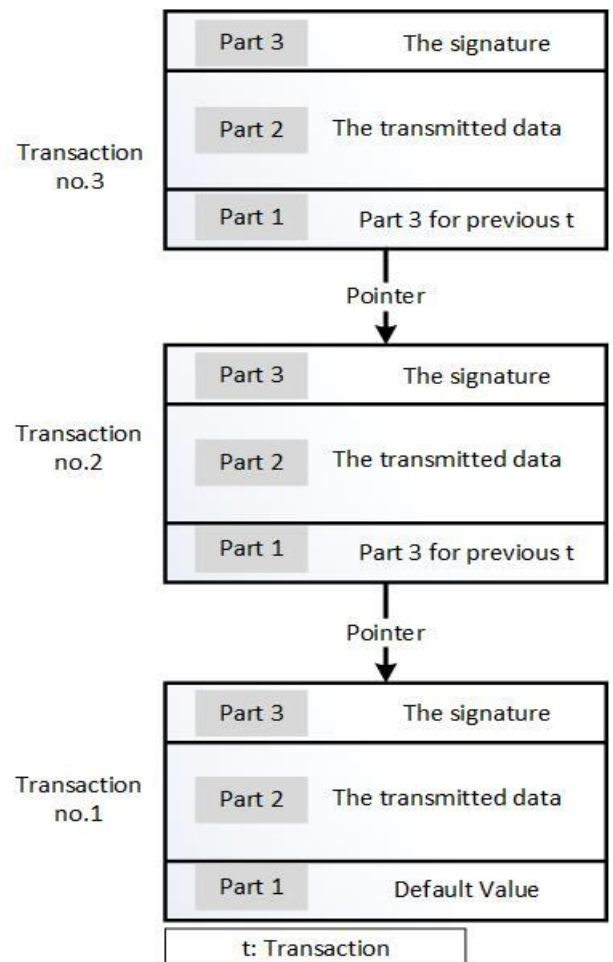 Part 3 The signature
Transaction no.3
Part 2 The transmitted data
Part 1 Part 3 for previous t
Pointer
Part 3 The signature
Transaction no.2
Part 2 The transmitted data
Part 1 Part 3 for previous t
Pointer
Part 3 The signature
Transaction no.1
Part 2 The transmitted data
Part 1 Default Value
t: Transaction